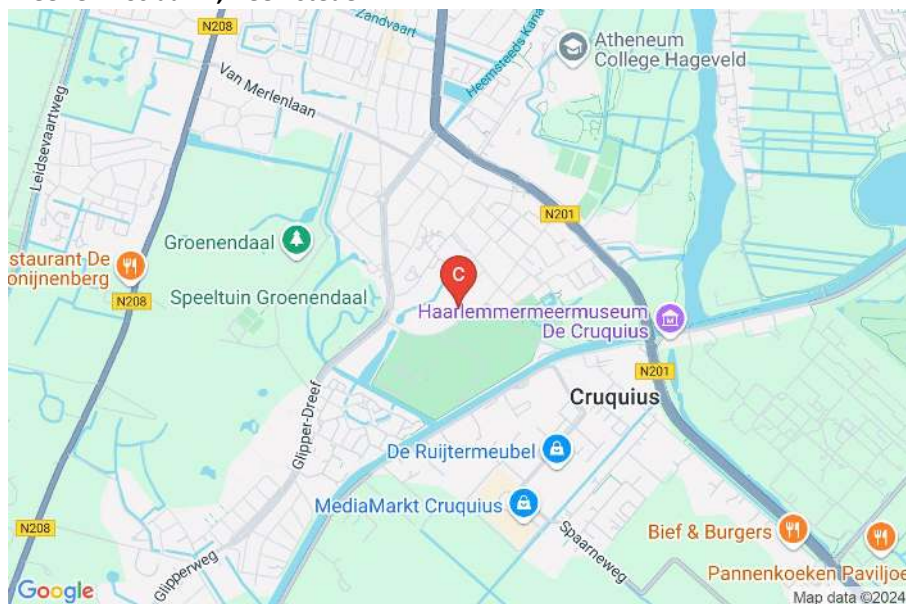 N208
Zandvaart
Heemsteeds Kana
Atheneum
College Hageveld
Van Merlenlaan
Leidsevaartweg
N201
Groenendaal
staurant De
onijnenberg
Speeltuin Groenendaal
N208
C
Haarlemmermeermuseum
De Cruquius
N201
Cruquius
Glipper-Dreef
De Ruijtermeubel
MediaMarkt Cruquius
N208
Spaarneweg
Bief & Burgers
Glipperweg
Pannenkoeken Paviljoe
Google
Map data ©2024